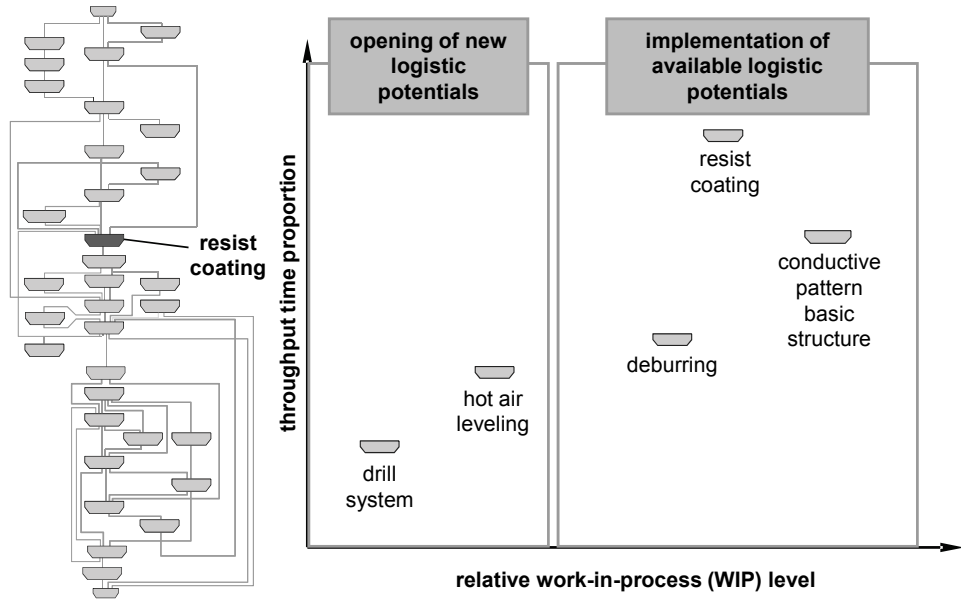 opening of new
logistic
potentials
implementation of
available logistic
potentials
throughput time proportion
resist
coating
resist
coating
conductive
pattern
basic
structure
deburring
hot air
leveling
drill
system
relative work-in-process (WIP) level